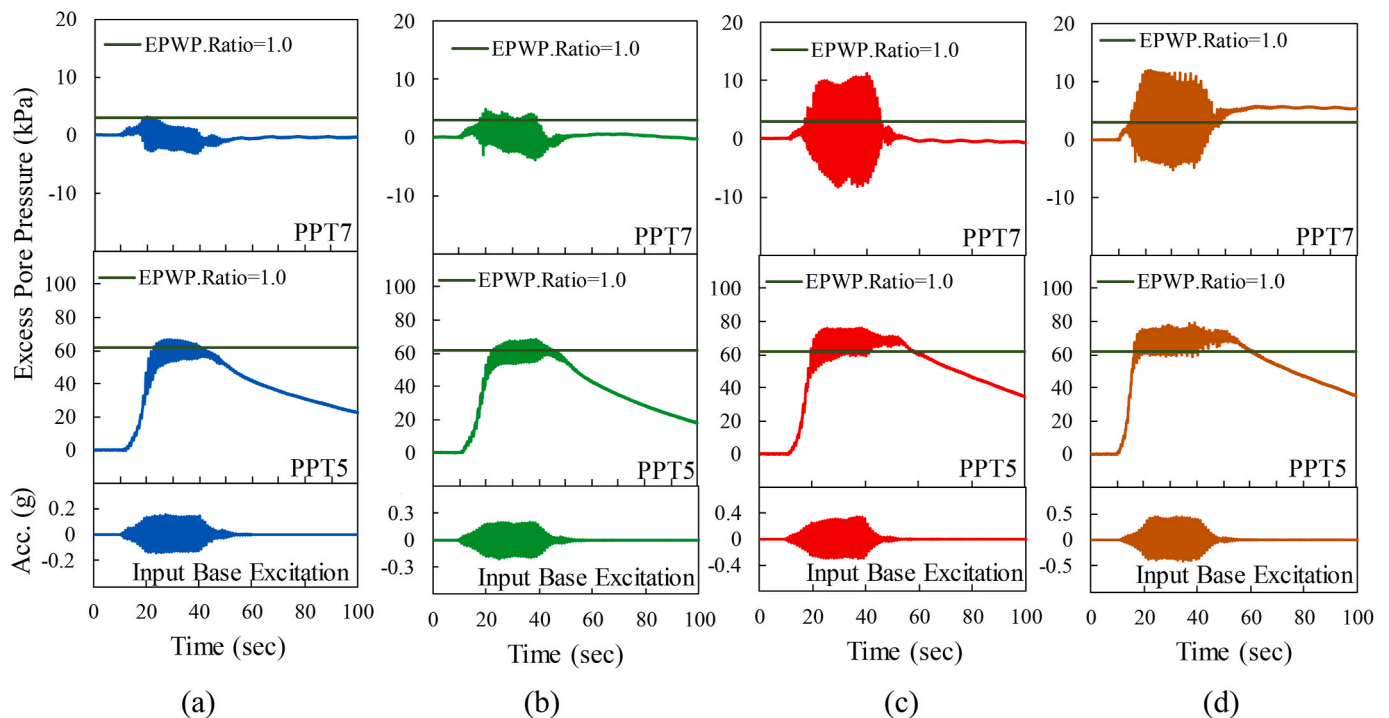 Excess Pore Pressure (kPa)
Acc. (g)
20
EPWP.Ratio=1.0
10
0
-10
PPT7
100
EPWP.Ratio=1.0
80
60
40
20
0
PPT5
0.2
0
-0.2
Input Base Excitation
0 20 40 60 80 100
Time (sec)
(a)
20
EPWP.Ratio=1.0
10
0
-10
PPT7
100
EPWP.Ratio=1.0
80
60
40
20
0
PPT5
0.3
0
-0.3
Input Base Excitation
0 20 40 60 80 100
Time (sec)
(b)
20
EPWP.Ratio=1.0
10
0
-10
PPT7
100
EPWP.Ratio=1.0
80
60
40
20
0
PPT5
0.4
0
-0.4
Input Base Excitation
0 20 40 60 80 100
Time (sec)
(c)
20
EPWP.Ratio=1.0
10
0
-10
PPT7
100
EPWP.Ratio=1.0
80
60
40
20
0
PPT5
0.5
0
-0.5
Input Base Excitation
0 20 40 60 80 100
Time (sec)
(d)